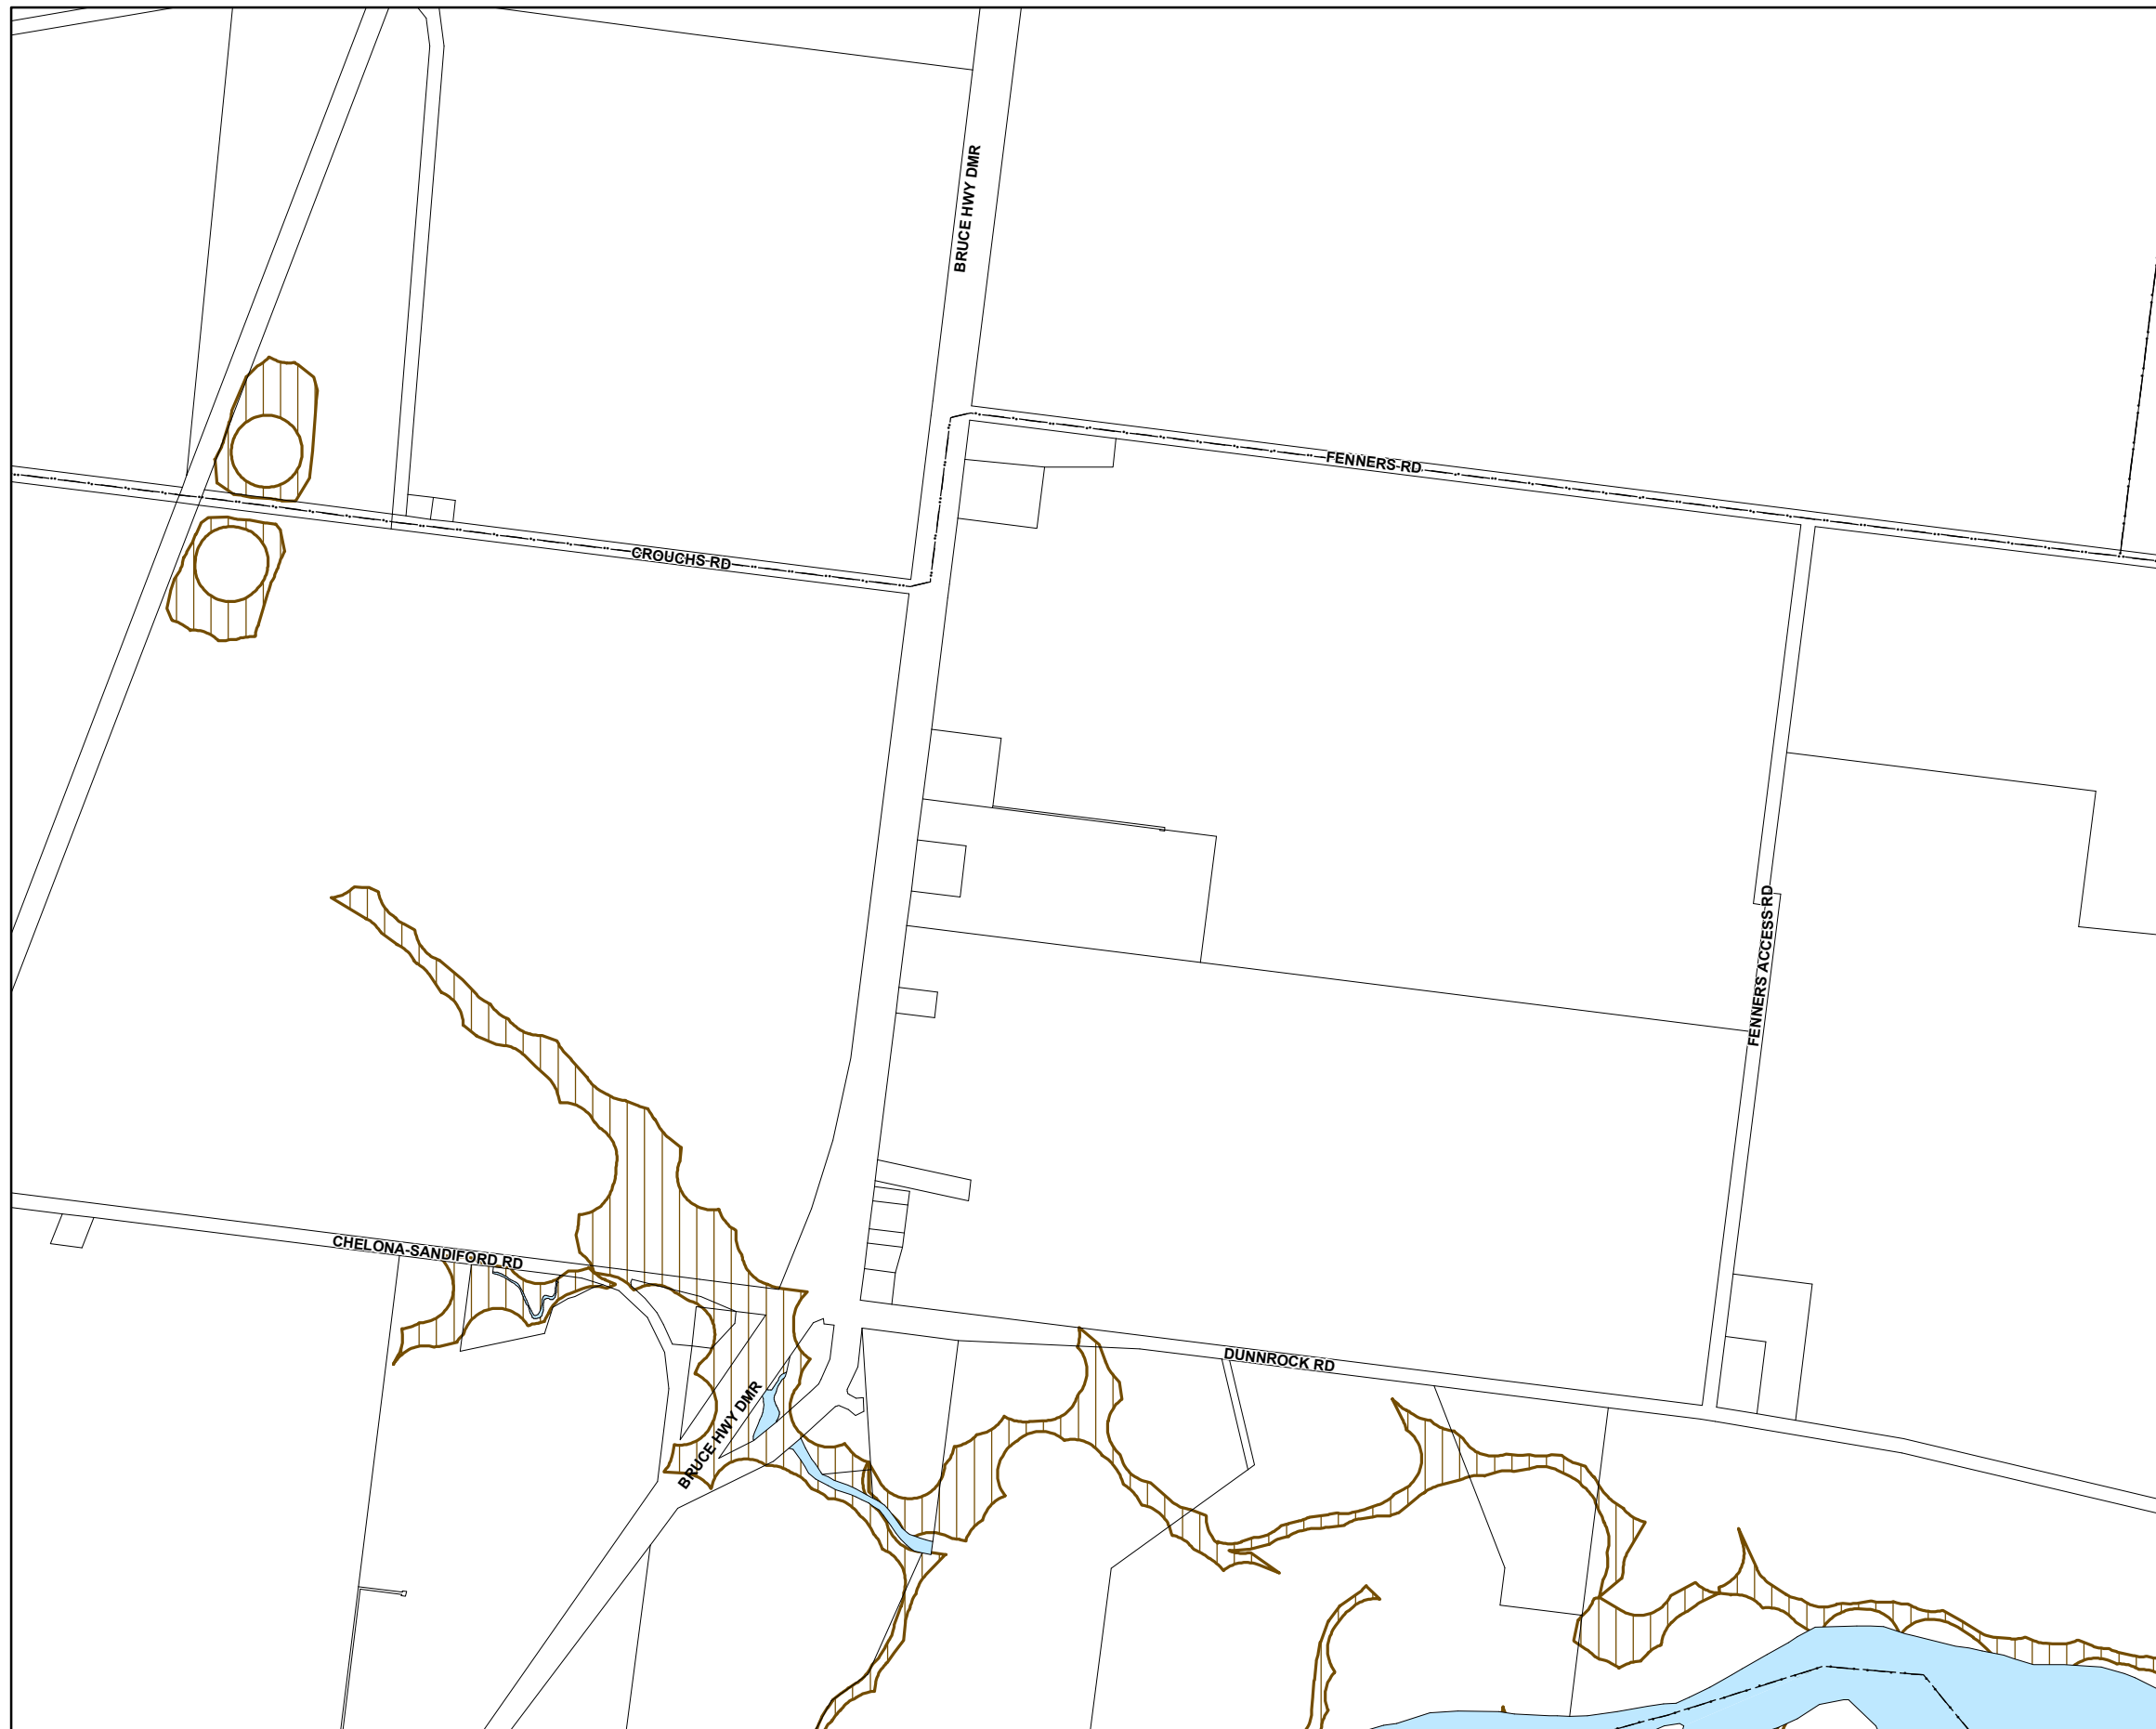 BRUCE HWY DMR
FENNERS RD
CROUCHS RD
FENNERS ACCESS RD
CHELONA-SANDIFORD RD
DUNNROCK RD
BRUCE HWY DMR